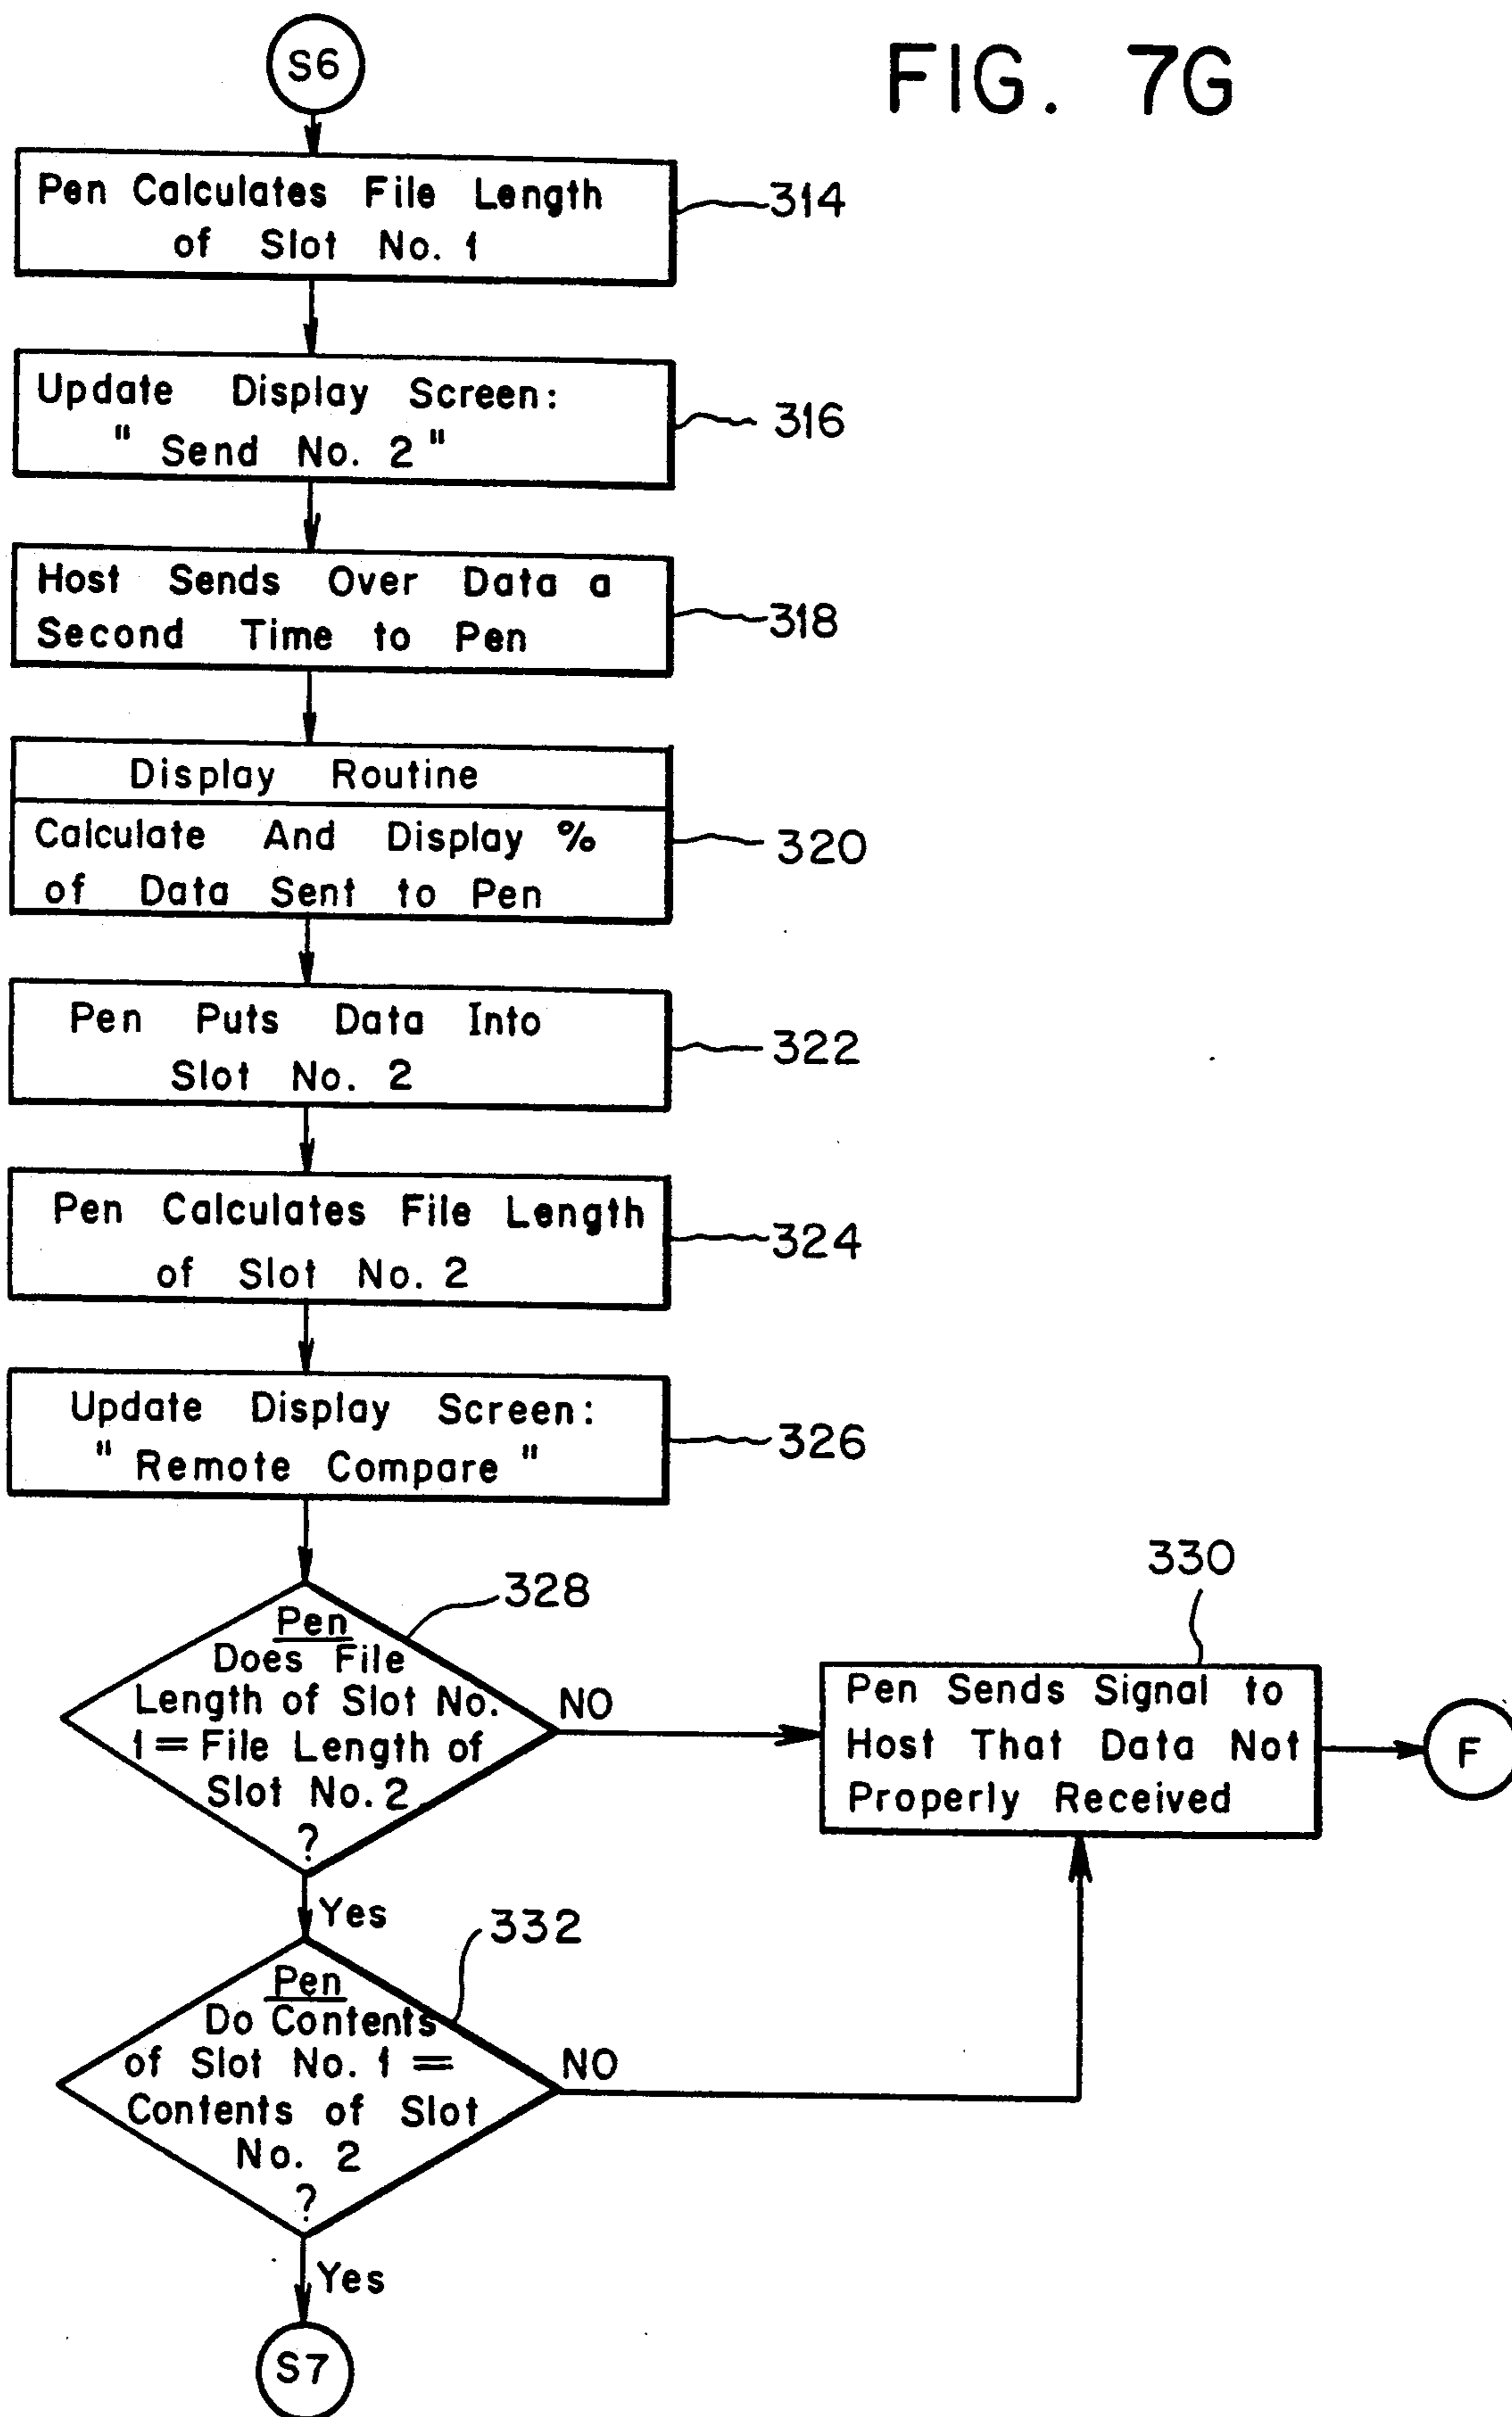 FIG. 7G
S6
Pen Calculates File Length
of Slot No. 1
314
Update Display Screen:
" Send No. 2 "
316
Host Sends Over Data a
Second Time to Pen
318
Display Routine
Calculate And Display %
of Data Sent to Pen
320
Pen Puts Data Into
Slot No. 2
322
Pen Calculates File Length
of Slot No. 2
324
Update Display Screen:
" Remote Compare "
326
328
Pen
Does File
Length of Slot No.
1 = File Length of
Slot No. 2
?
NO
330
Pen Sends Signal to
Host That Data Not
Properly Received
F
Yes
332
Pen
Do Contents
of Slot No. 1 =
Contents of Slot
No. 2
?
NO
Yes
S7